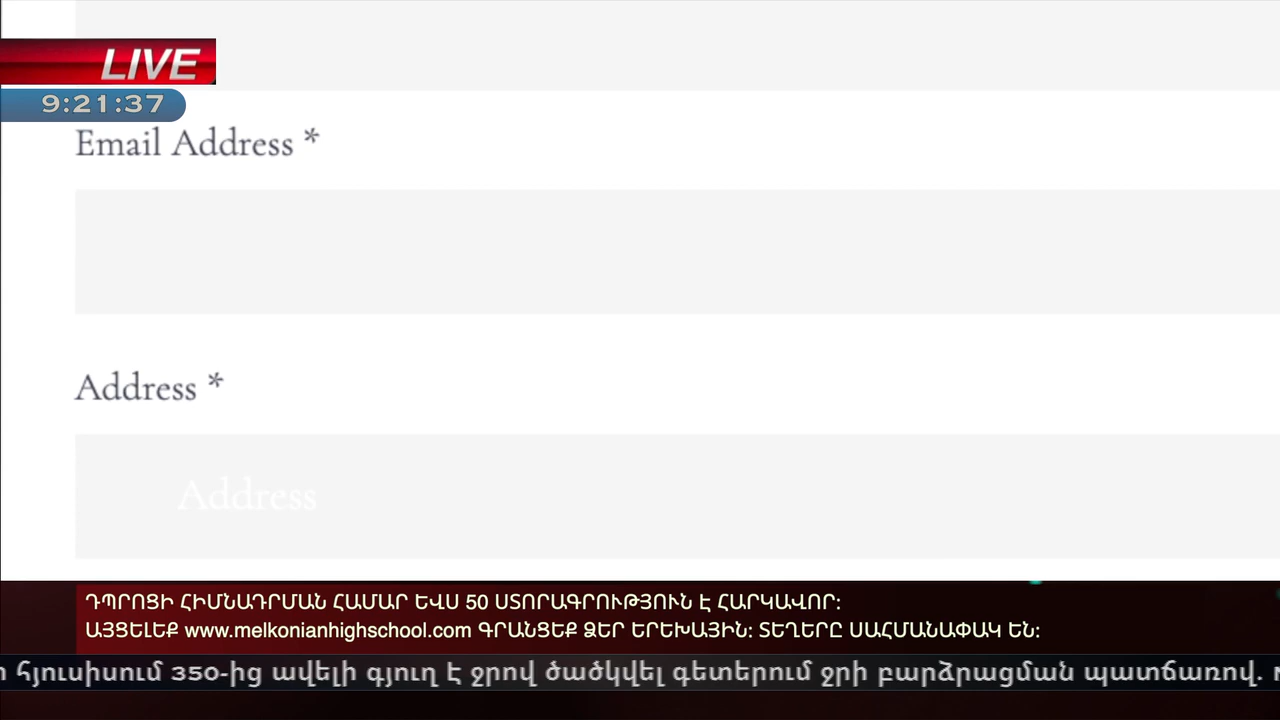 LIVE
9:21:37
Email Address *
Address *
Address
ԴՊՐՈՑԻ ՀԻՄՆԱԴՐՄԱՆ ՀԱՄԱՐ ԵՎՍ 50 ՍՏՈՐԱԳՐՈՒԹՅՈՒՆ Է ՀԱՐԿԱՎՈՐ:
ԱՅՑԵԼԵՔ www.melkonianhighschool.com ԳՐԱՆՑԵՔ ՁԵՐ ԵՐԵԽԱՅԻՆ: ՏԵՂԵՐԸ ՍԱՀՄԱՆԱՓԱԿ ԵՆ:
հյուսիսում 350-ից ավելի գյուղ է ջրով ծածկվել գետերում ջրի բարձրացման պատճառով.